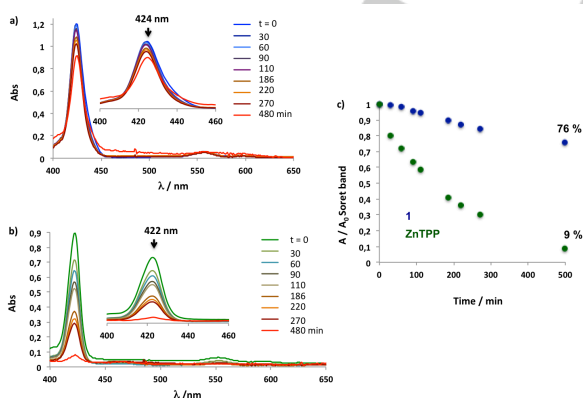 a)
424 nm
Abs
1,2
1
0,8
0,6
0,4
0,2
0
400 420 440 460
400 450 500 550 600 650
λ / nm
t = 0
30
60
90
110
186
220
270
480 min
b)
422 nm
Abs
0,9
0,8
0,7
0,6
0,5
0,4
0,3
0,2
0,1
0
400 420 440 460
400 450 500 550 600 650
λ /nm
t = 0
30
60
90
110
186
220
270
480 min
c)
A / A0 Soret band
1
0,9
0,8
0,7
0,6
0,5
0,4
0,3
0,2
0,1
0
76 %
9 %
1
ZnTPP
0 100 200 300 400 500
Time / min